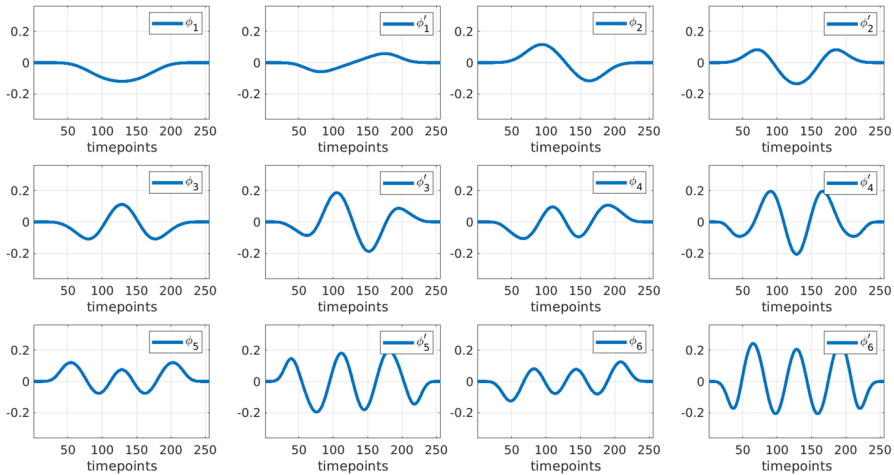 ϕ₁ ϕ′₁ ϕ₂ ϕ′₂
0.2 0.2 0.2 0.2
0 0 0 0
-0.2 -0.2 -0.2 -0.2
50 100 150 200 250 50 100 150 200 250 50 100 150 200 250 50 100 150 200 250
timepoints timepoints timepoints timepoints
ϕ₃ ϕ′₃ ϕ₄ ϕ′₄
0.2 0.2 0.2 0.2
0 0 0 0
-0.2 -0.2 -0.2 -0.2
50 100 150 200 250 50 100 150 200 250 50 100 150 200 250 50 100 150 200 250
timepoints timepoints timepoints timepoints
ϕ₅ ϕ′₅ ϕ₆ ϕ′₆
0.2 0.2 0.2 0.2
0 0 0 0
-0.2 -0.2 -0.2 -0.2
50 100 150 200 250 50 100 150 200 250 50 100 150 200 250 50 100 150 200 250
timepoints timepoints timepoints timepoints